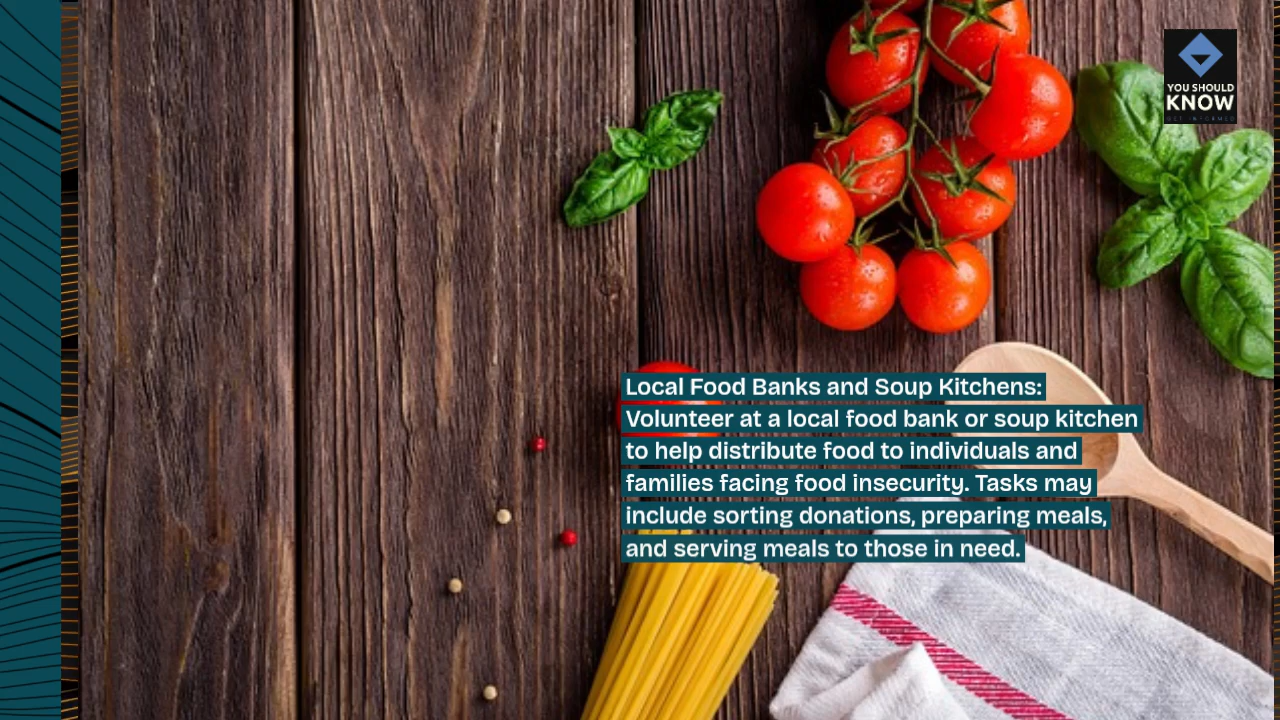 YOU SHOULD
KNOW
GET INFORMED
Local Food Banks and Soup Kitchens:
Volunteer at a local food bank or soup kitchen
to help distribute food to individuals and
families facing food insecurity. Tasks may
include sorting donations, preparing meals,
and serving meals to those in need.